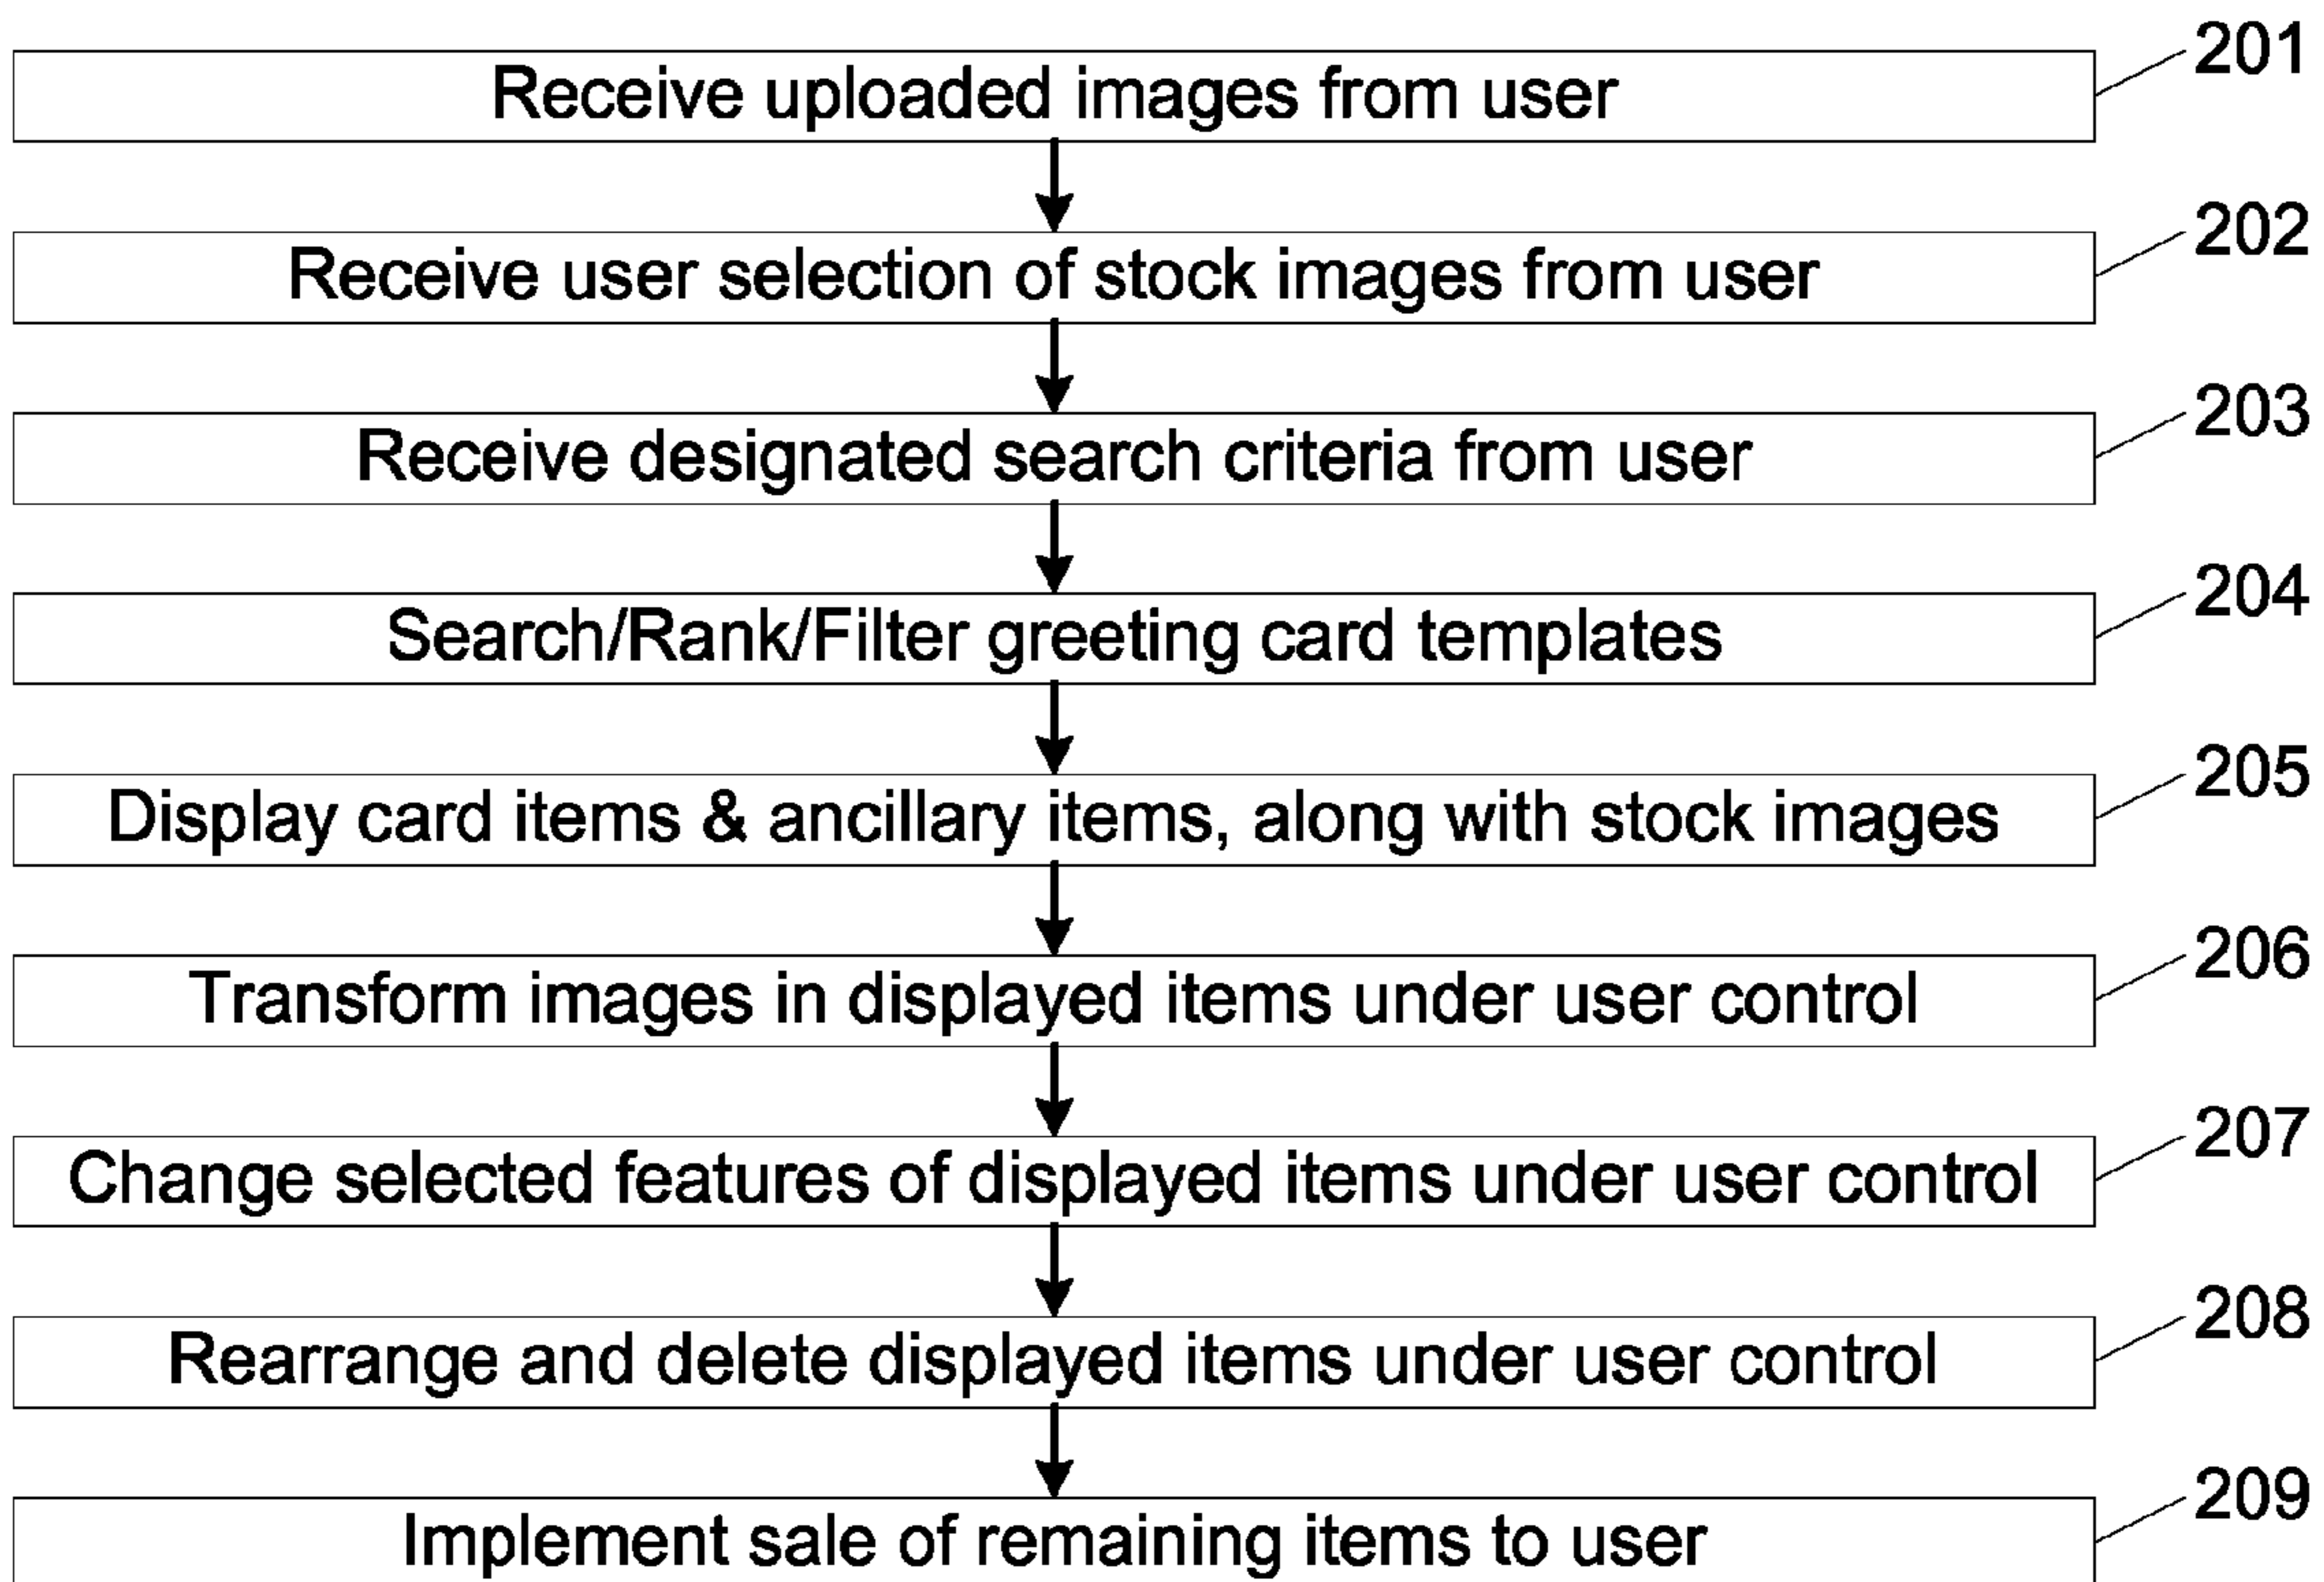 201
Receive uploaded images from user
202
Receive user selection of stock images from user
203
Receive designated search criteria from user
204
Search/Rank/Filter greeting card templates
205
Display card items & ancillary items, along with stock images
206
Transform images in displayed items under user control
207
Change selected features of displayed items under user control
208
Rearrange and delete displayed items under user control
209
Implement sale of remaining items to user